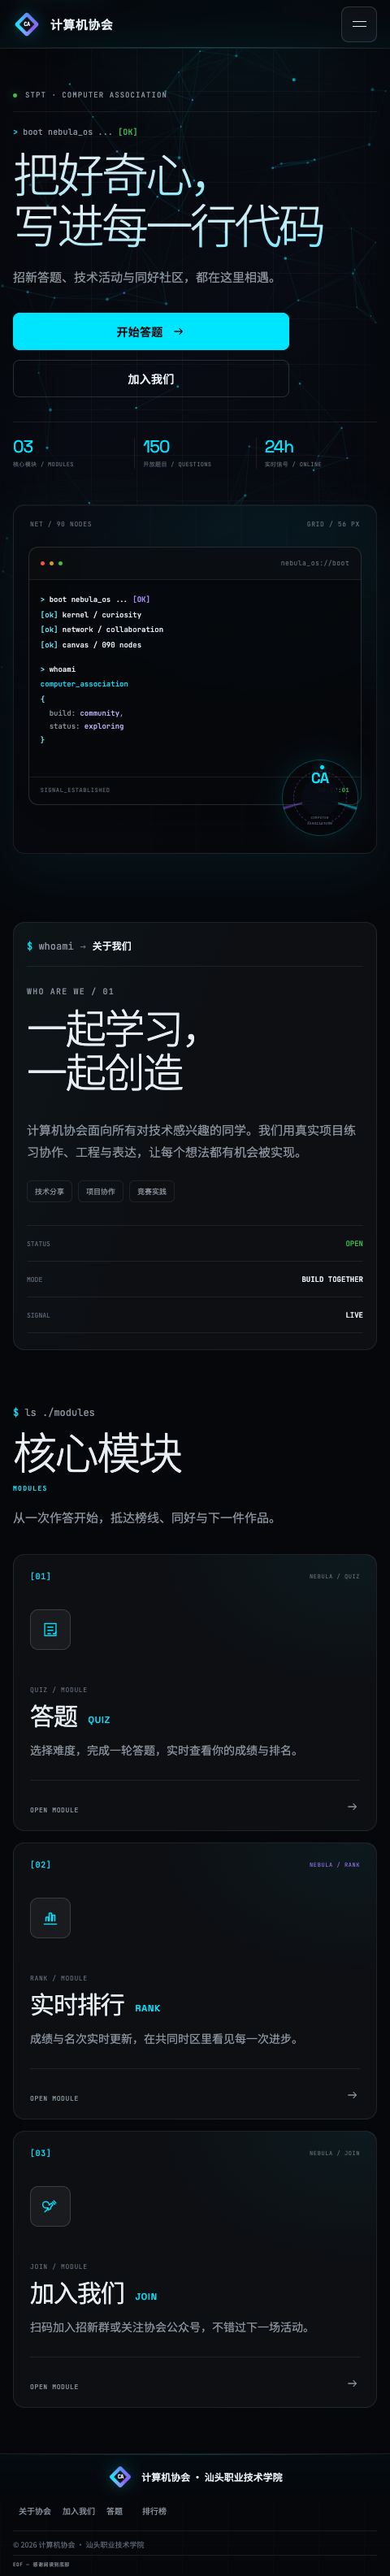 CA 计算机协会
STPT · COMPUTER ASSOCIATION
> boot nebula_os ... [OK]
把好奇心，
写进每一行代码
招新答题、技术活动与同好社区，都在这里相遇。
开始答题 →
加入我们
03 150 24h
核心模块 / MODULES 开放题目 / QUESTIONS 实时信号 / ONLINE
NET / 90 NODES GRID / 56 PX
nebula_os://boot
> boot nebula_os ... [OK]
[ok] kernel / curiosity
[ok] network / collaboration
[ok] canvas / 090 nodes
> whoami
computer_association
{
build: community,
status: exploring
}
SIGNAL_ESTABLISHED :01
CA
COMPUTER
ASSOCIATION
$ whoami → 关于我们
WHO ARE WE / 01
一起学习，
一起创造
计算机协会面向所有对技术感兴趣的同学。我们用真实项目练
习协作、工程与表达，让每个想法都有机会被实现。
技术分享 项目协作 竞赛实践
STATUS OPEN
MODE BUILD TOGETHER
SIGNAL LIVE
$ ls ./modules
核心模块
MODULES
从一次作答开始，抵达榜线、同好与下一件作品。
[01] NEBULA / QUIZ
QUIZ / MODULE
答题 QUIZ
选择难度，完成一轮答题，实时查看你的成绩与排名。
OPEN MODULE →
[02] NEBULA / RANK
RANK / MODULE
实时排行 RANK
成绩与名次实时更新，在共同时区里看见每一次进步。
OPEN MODULE →
[03] NEBULA / JOIN
JOIN / MODULE
加入我们 JOIN
扫码加入招新群或关注协会公众号，不错过下一场活动。
OPEN MODULE →
CA 计算机协会 · 汕头职业技术学院
关于协会 加入我们 答题 排行榜
© 2026 计算机协会 · 汕头职业技术学院
EOF — 感谢阅读到底部